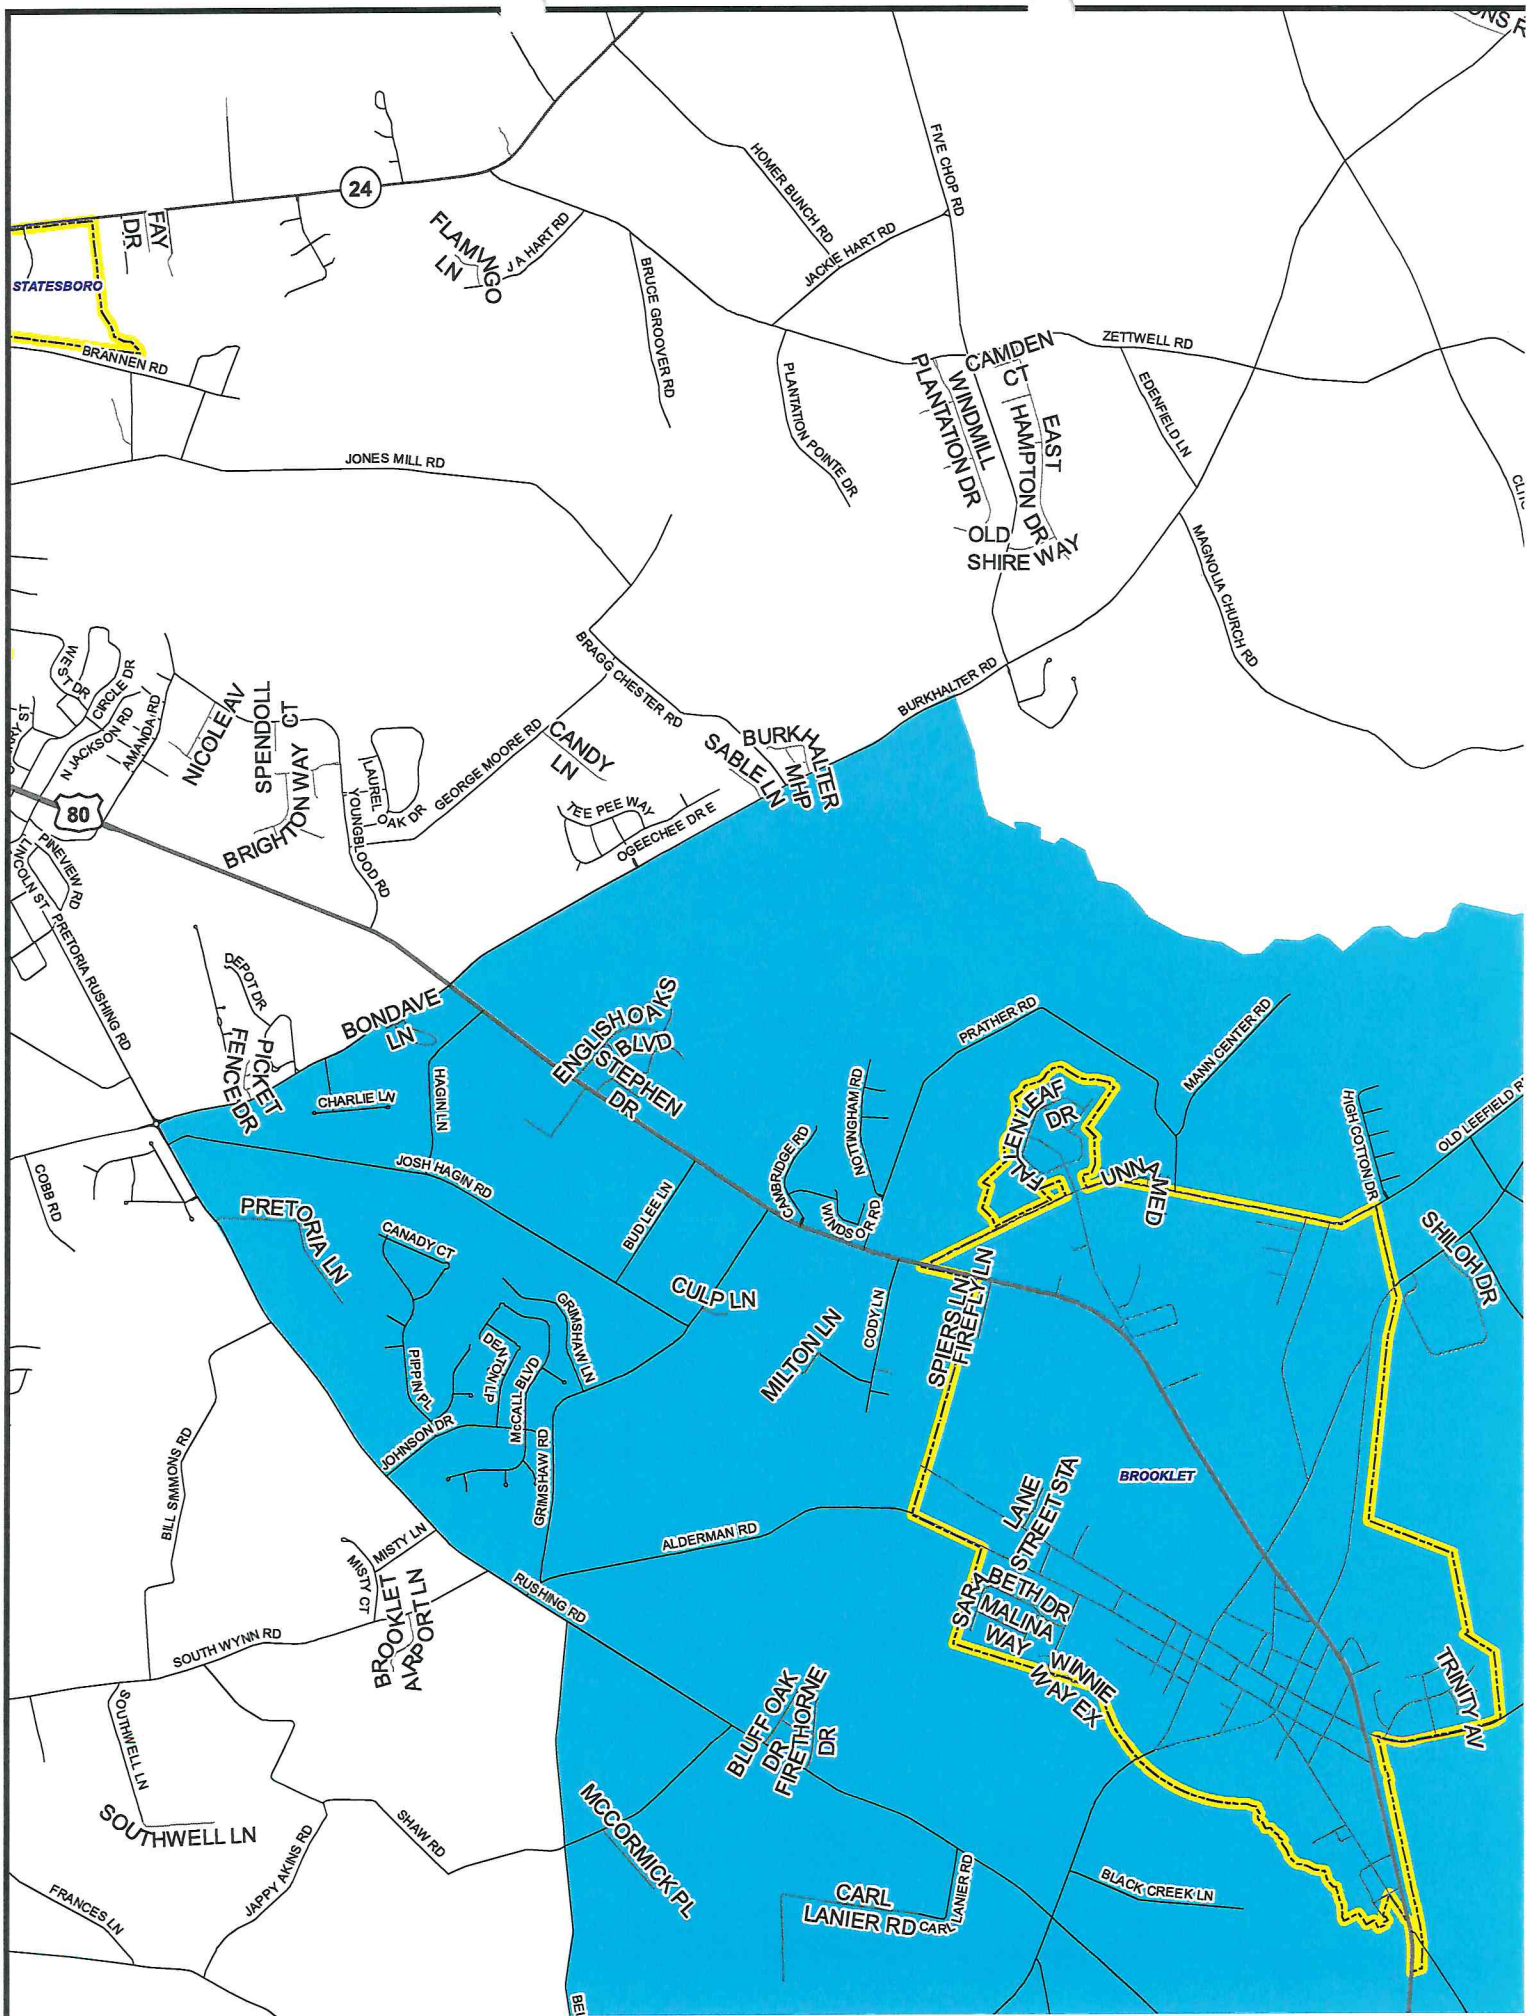 24
FAY
DR
STATESBORO
BRANNEN RD
FLAMINGO
LN
J A HART RD
BRUCE GROOVER RD
HOMER BUNCH RD
JACKIE HART RD
FIVE CHOP RD
PLANTATION POINTE DR
CAMDEN
CT
WINDMILL
PLANTATION DR
EAST
HAMPTON DR
OLD
SHIRE WAY
ZETTWELL RD
EDENFIELD LN
MAGNOLIA CHURCH RD
JONES MILL RD
WEST DR
CIRCLE DR
N JACKSON RD
AMANDA RD
NICOLE AV
SPENDOLL
CT
BRIGHTON WAY
LAUREL
OAK DR
YOUNGBLOOD RD
GEORGE MOORE RD
CANDY
LN
TEE PEE WAY
OGEECHEE DR E
BRAGG CHESTER RD
SABLE LN
BURKHALTER
MHP
BURKHALTER RD
80
PINEVIEW RD
LINCOLN ST
PRETORIA RUSHING RD
DEPOT DR
PICKET
FENCE DR
BONDAVE
LN
CHARLIE LN
HAGIN LN
ENGLISH OAKS
BLVD
STEPHEN
DR
JOSH HAGIN RD
BUD LEE LN
CAMBRIDGE RD
NOTTINGHAM RD
WINDSOR RD
PRATHER RD
MANN CENTER RD
FALLEN LEAF
DR
UNNAMED
HIGH COTTON DR
OLD LEEFIELD R
SHILOH DR
COBB RD
PRETORIA LN
CANADY CT
PIPPIN PL
DENTON LP
McCALL BLVD
GRIMSHAW LN
GRIMSHAW RD
JOHNSON DR
CULP LN
MILTON LN
CODY LN
SPIERS LN
FIREFLY LN
BROOKLET
LANE
STREET STA
SARA
BETH DR
MALINA
WAY
WINNIE
WAY EX
TRINITY AV
ALDERMAN RD
RUSHING RD
BILL SIMMONS RD
MISTY LN
MISTY CT
BROOKLET
AIRPORT LN
SOUTH WYNN RD
SOUTHWELL LN
SOUTHWELL LN
FRANCES LN
JAPPY AKINS RD
SHAW RD
MCCORMICK PL
BLUFF OAK
DR
FIRETHORNE
DR
CARL
LANIER RD
CARL LANIER RD
BLACK CREEK LN